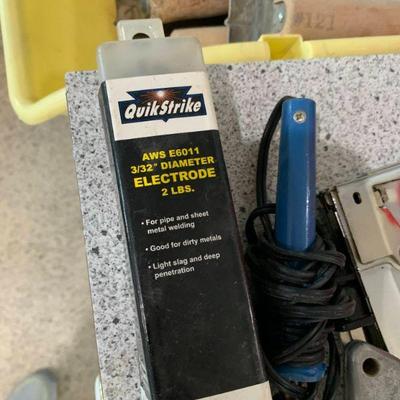 #121
QuikStrike
AWS E6011
3/32" DIAMETER
ELECTRODE
2 LBS.
• For pipe and sheet
metal welding
• Good for dirty metals
• Light slag and deep
penetration